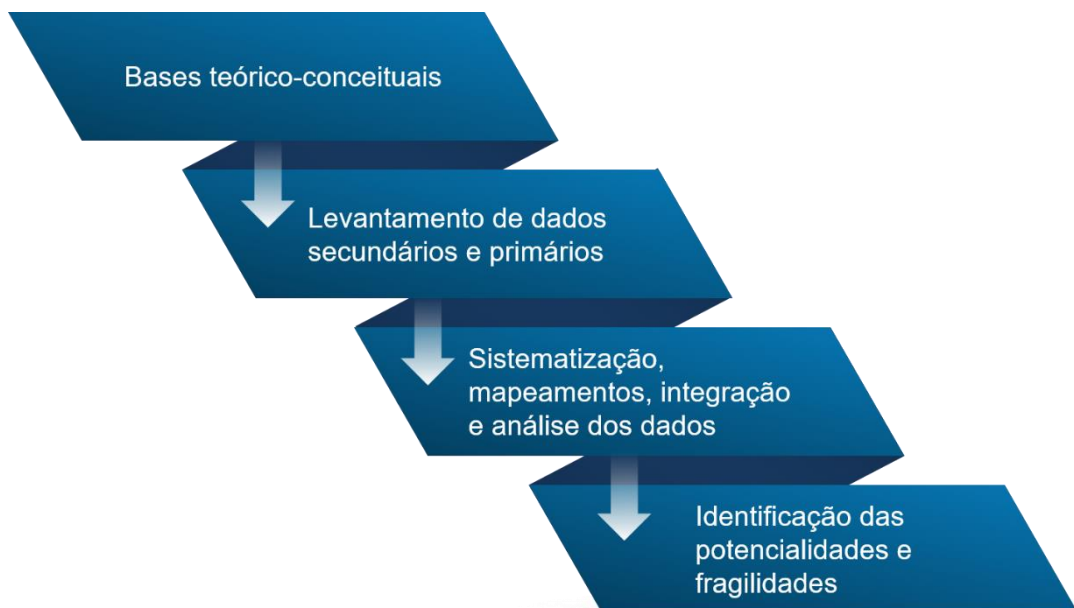 Bases teórico-conceituais
Levantamento de dados
secundários e primários
Sistematização,
mapeamentos, integração
e análise dos dados
Identificação das
potencialidades e
fragilidades